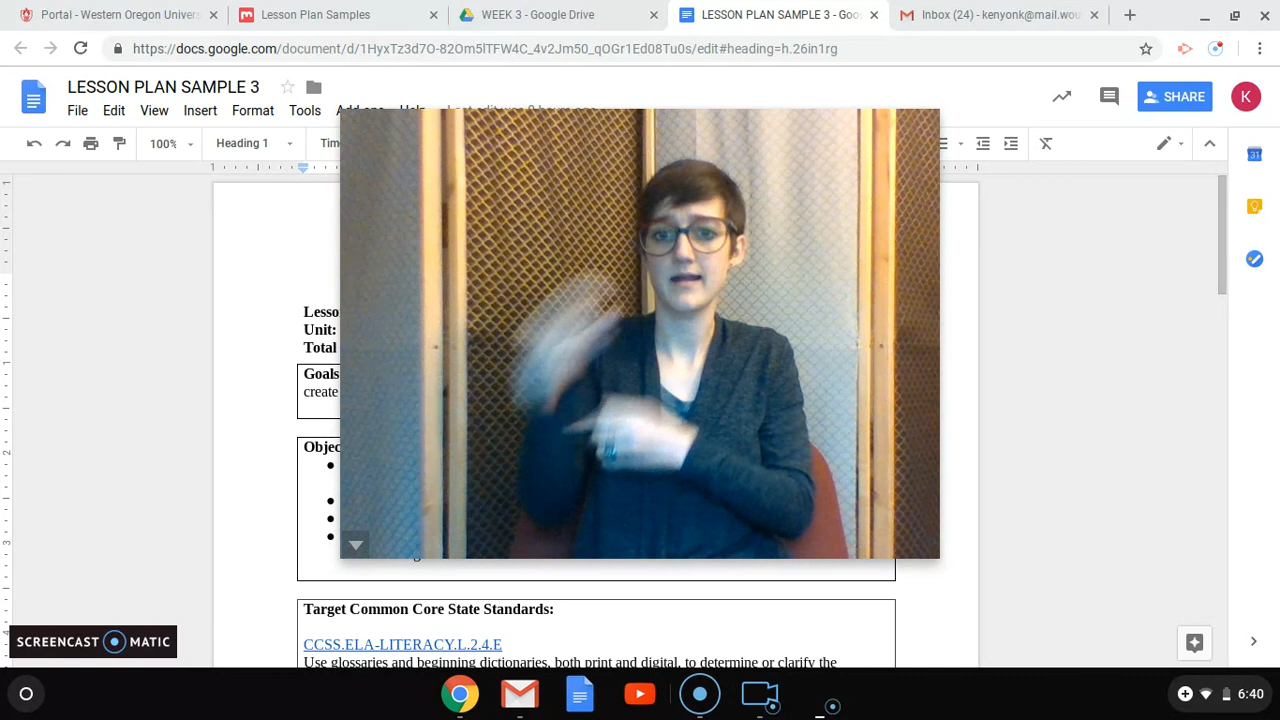 Portal - Western Oregon Univers
Lesson Plan Samples
WEEK 3 - Google Drive
LESSON PLAN SAMPLE 3 - Goo
Inbox (24) - kenyonk@mail.wou
https://docs.google.com/document/d/1HyxTz3d7O-82Om5lTFW4C_4v2Jm50_qOGr1Ed08Tu0s/edit#heading=h.26in1rg
LESSON PLAN SAMPLE 3
File Edit View Insert Format Tools Add-ons Help
SHARE
K
100% Heading 1 Tim
Lesso
Unit:
Total
Goals
create
Objec
Target Common Core State Standards:
CCSS.ELA-LITERACY.L.2.4.E
Use glossaries and beginning dictionaries, both print and digital, to determine or clarify the
SCREENCAST MATIC
6:40